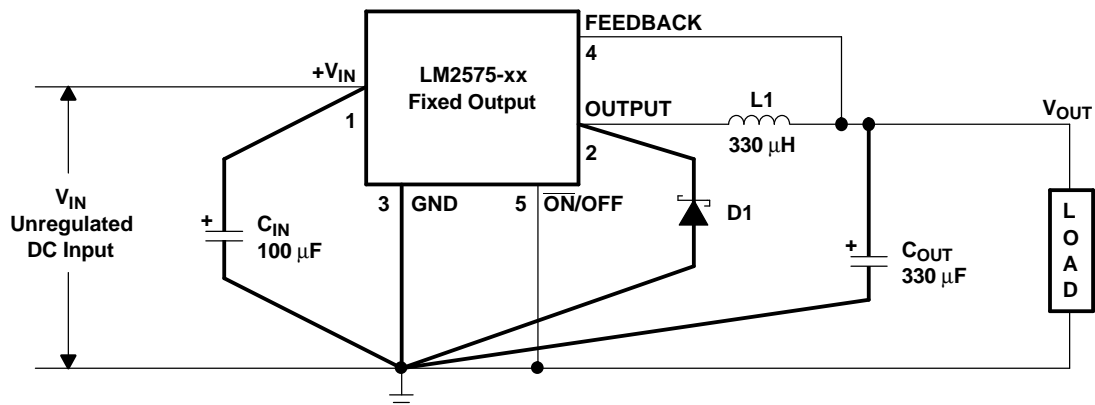 FEEDBACK
4
+VIN
LM2575-xx
Fixed Output
1
OUTPUT
2
L1
330 μH
VOUT
3
GND
5
ON/OFF
VIN
Unregulated
DC Input
+
CIN
100 μF
D1
+
COUT
330 μF
L
O
A
D